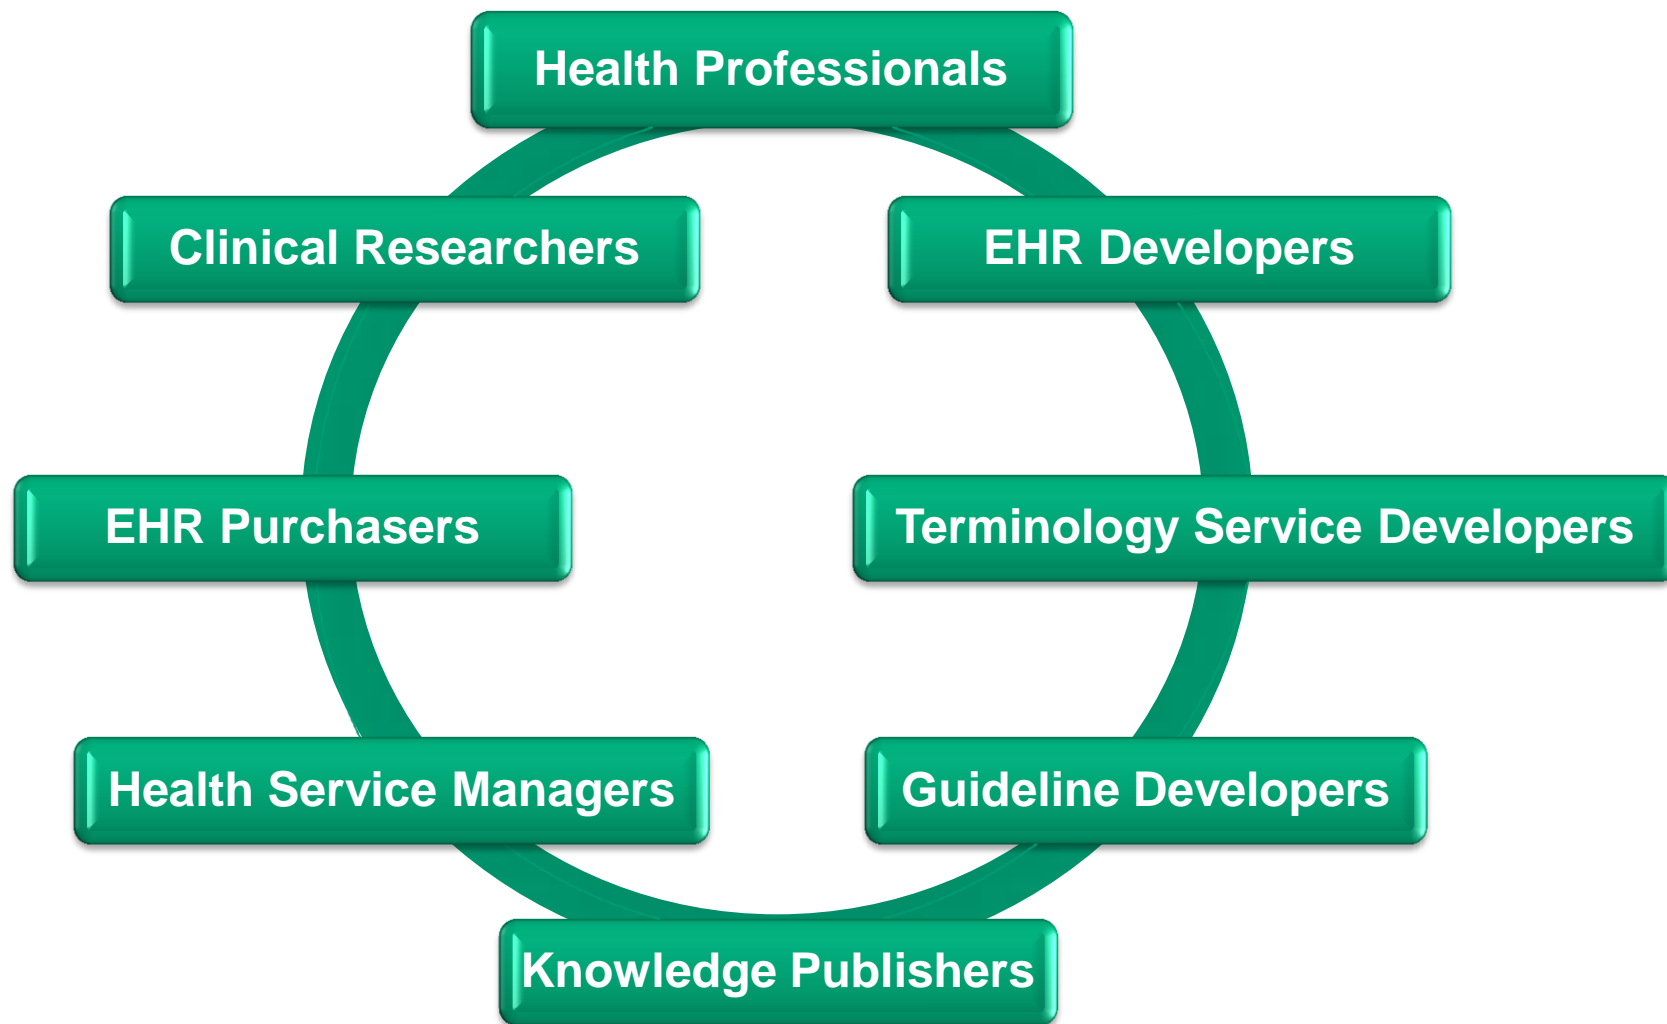 Health Professionals
Clinical Researchers
EHR Developers
EHR Purchasers
Terminology Service Developers
Health Service Managers
Guideline Developers
Knowledge Publishers